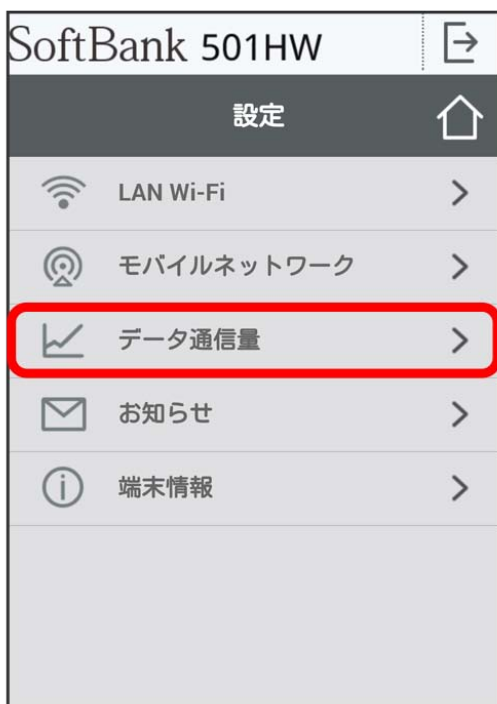 SoftBank 501HW
設定
LAN Wi-Fi
モバイルネットワーク
データ通信量
お知らせ
端末情報